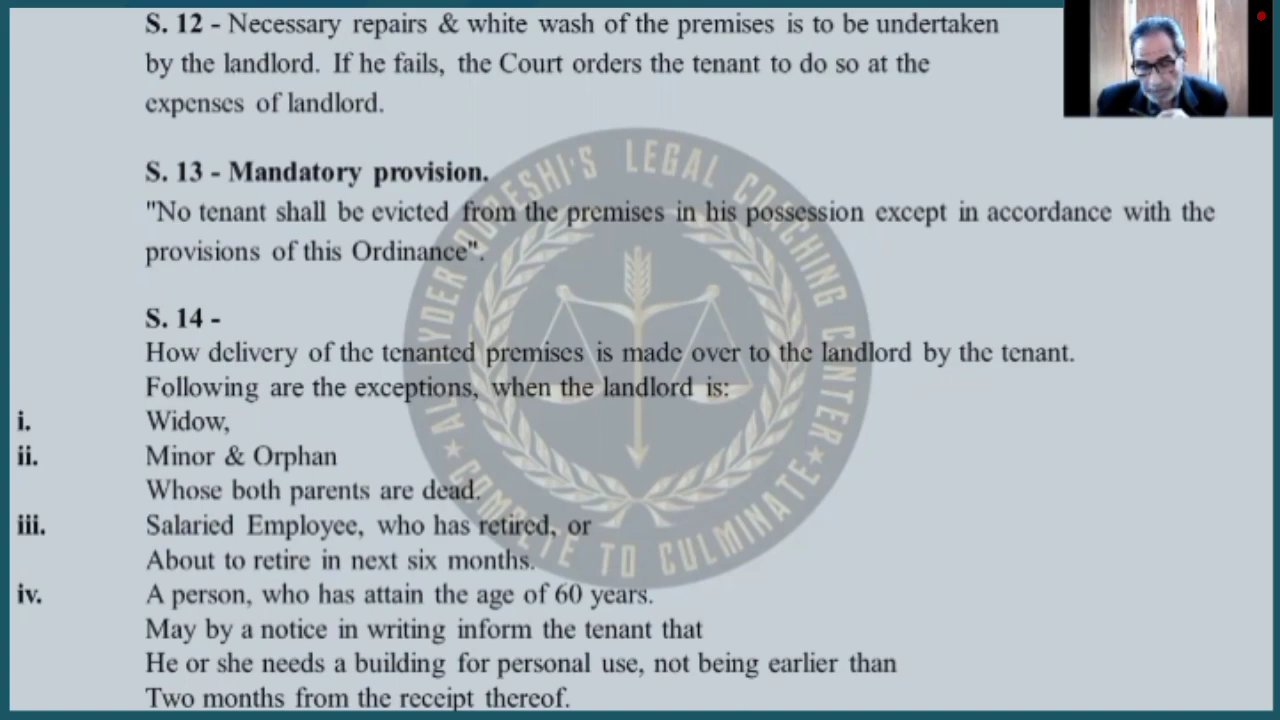 S. 12 - Necessary repairs & white wash of the premises is to be undertaken
by the landlord. If he fails, the Court orders the tenant to do so at the
expenses of landlord.
S. 13 - Mandatory provision.
"No tenant shall be evicted from the premises in his possession except in accordance with the
provisions of this Ordinance".
S. 14 -
How delivery of the tenanted premises is made over to the landlord by the tenant.
Following are the exceptions, when the landlord is:
i. Widow,
ii. Minor & Orphan
Whose both parents are dead.
iii. Salaried Employee, who has retired, or
About to retire in next six months.
iv. A person, who has attain the age of 60 years.
May by a notice in writing inform the tenant that
He or she needs a building for personal use, not being earlier than
Two months from the receipt thereof.
LEGAL COACHING CENTER
COMPETE TO CULMINATE